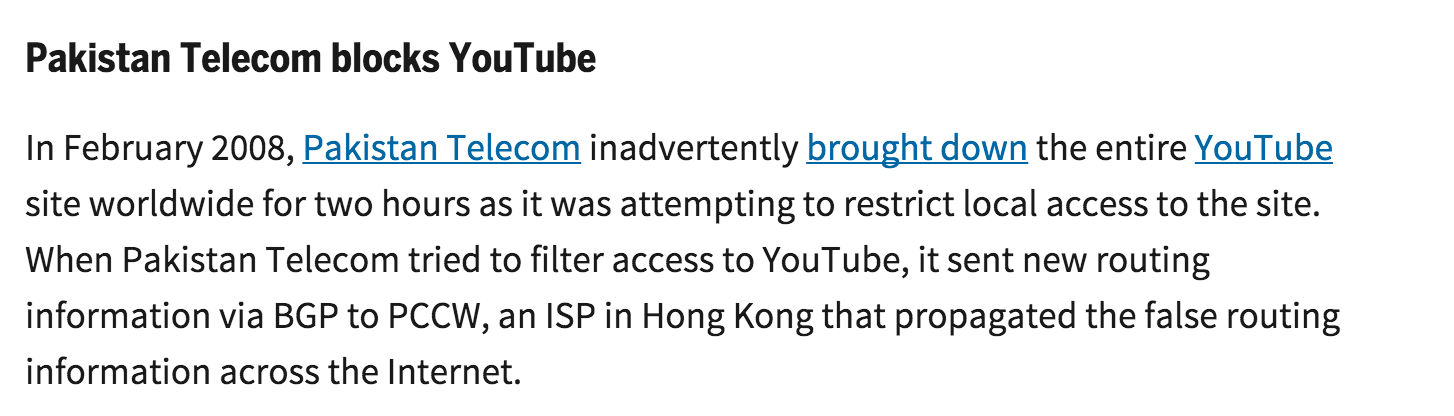 Pakistan Telecom blocks YouTube
In February 2008, Pakistan Telecom inadvertently brought down the entire YouTube
site worldwide for two hours as it was attempting to restrict local access to the site.
When Pakistan Telecom tried to filter access to YouTube, it sent new routing
information via BGP to PCCW, an ISP in Hong Kong that propagated the false routing
information across the Internet.